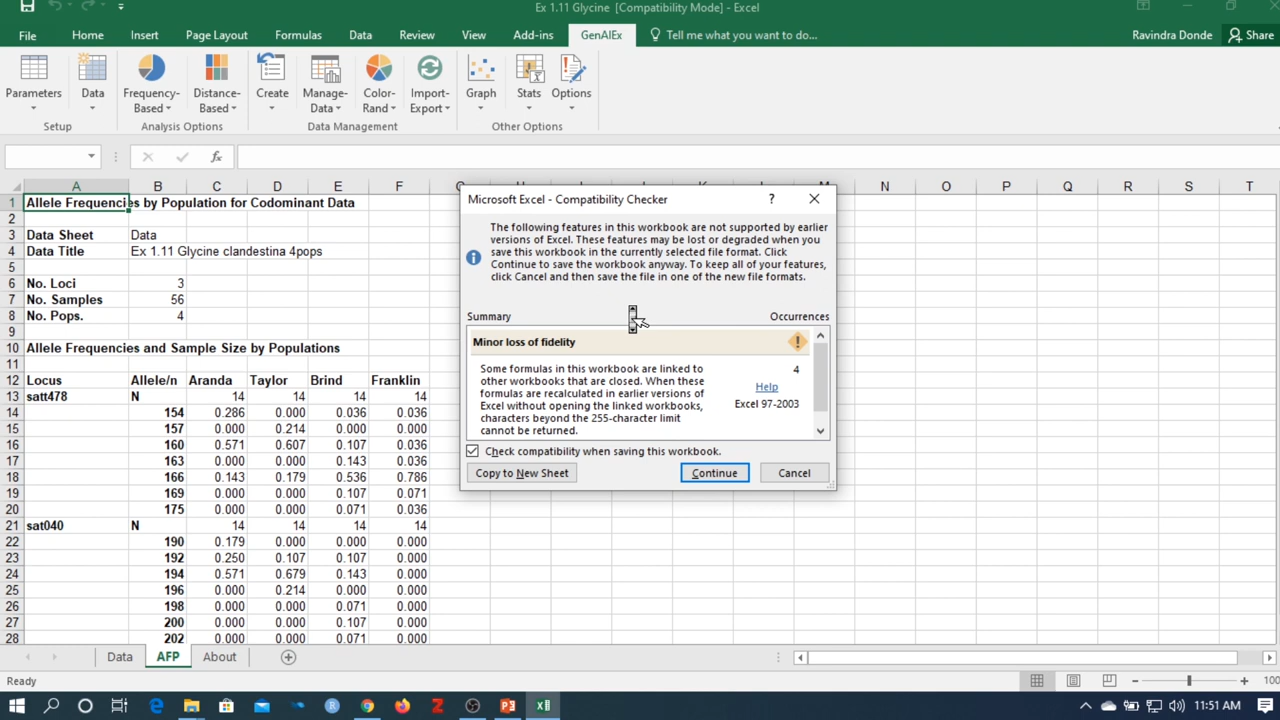 Ex 1.11 Glycine  [Compatibility Mode] - Excel
File Home Insert Page Layout Formulas Data Review View Add-ins GenAlEx Tell me what you want to do... Ravindra Donde Share
Parameters Data Frequency-Based Distance-Based Create Manage-Data Color-Rand Import-Export Graph Stats Options
Setup Analysis Options Data Management Other Options
fx
A B C D E F N O P Q R S T
1 Allele Frequencies by Population for Codominant Data
2
3 Data Sheet Data
4 Data Title Ex 1.11 Glycine clandestina 4pops
5
6 No. Loci 3
7 No. Samples 56
8 No. Pops. 4
9
10 Allele Frequencies and Sample Size by Populations
11
12 Locus Allele/n Aranda Taylor Brind Franklin
13 satt478 N 14 14 14 14
14 154 0.286 0.000 0.036 0.036
15 157 0.000 0.214 0.000 0.000
16 160 0.571 0.607 0.107 0.036
17 163 0.000 0.000 0.143 0.036
18 166 0.143 0.179 0.536 0.786
19 169 0.000 0.000 0.107 0.071
20 175 0.000 0.000 0.071 0.036
21 sat040 N 14 14 14 14
22 190 0.179 0.000 0.000 0.000
23 192 0.250 0.107 0.107 0.000
24 194 0.571 0.679 0.143 0.000
25 196 0.000 0.214 0.000 0.000
26 198 0.000 0.000 0.071 0.000
27 200 0.000 0.000 0.107 0.000
28 202 0.000 0.000 0.071 0.000
Microsoft Excel - Compatibility Checker ?
The following features in this workbook are not supported by earlier
versions of Excel. These features may be lost or degraded when you
save this workbook in the currently selected file format. Click
Continue to save the workbook anyway. To keep all of your features,
click Cancel and then save the file in one of the new file formats.
Summary Occurrences
Minor loss of fidelity
Some formulas in this workbook are linked to
other workbooks that are closed. When these
formulas are recalculated in earlier versions of
Excel without opening the linked workbooks,
characters beyond the 255-character limit
cannot be returned.
4
Help
Excel 97-2003
Check compatibility when saving this workbook.
Copy to New Sheet Continue Cancel
Data AFP About
Ready 100
11:51 AM